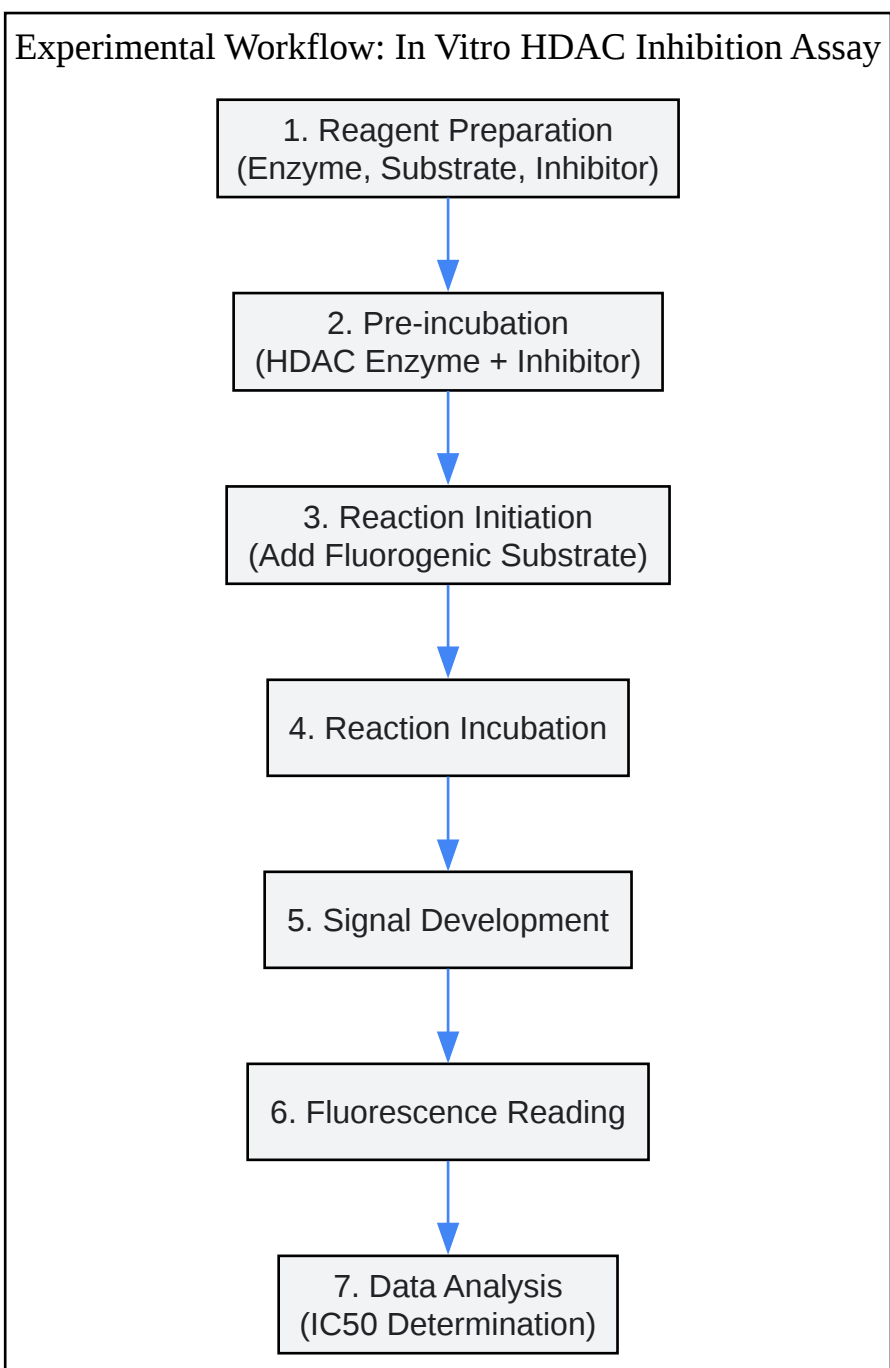 Experimental Workflow: In Vitro HDAC Inhibition Assay
1. Reagent Preparation
(Enzyme, Substrate, Inhibitor)
2. Pre-incubation
(HDAC Enzyme + Inhibitor)
3. Reaction Initiation
(Add Fluorogenic Substrate)
4. Reaction Incubation
5. Signal Development
6. Fluorescence Reading
7. Data Analysis
(IC50 Determination)